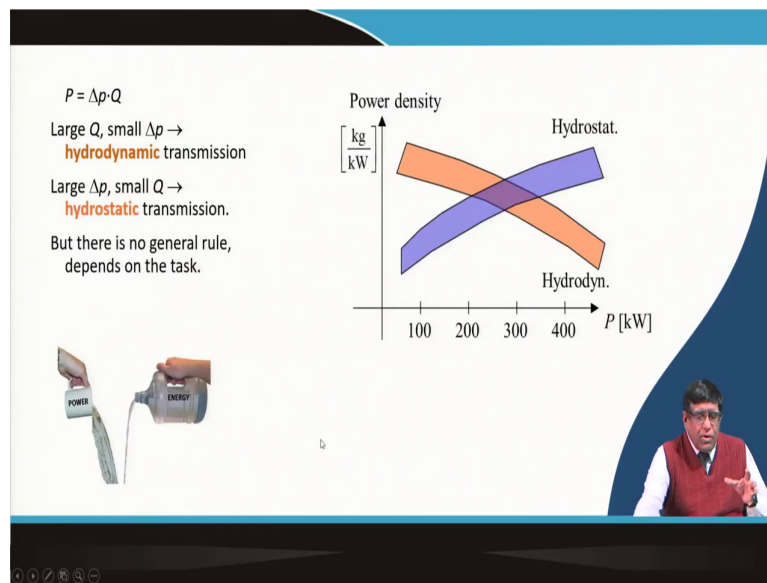 P = Δp·Q
Large Q, small Δp →
hydrodynamic transmission
Large Δp, small Q →
hydrostatic transmission.
But there is no general rule,
depends on the task.
POWER
ENERGY
Power density
[kg
kW]
Hydrostat.
Hydrodyn.
100 200 300 400 P [kW]